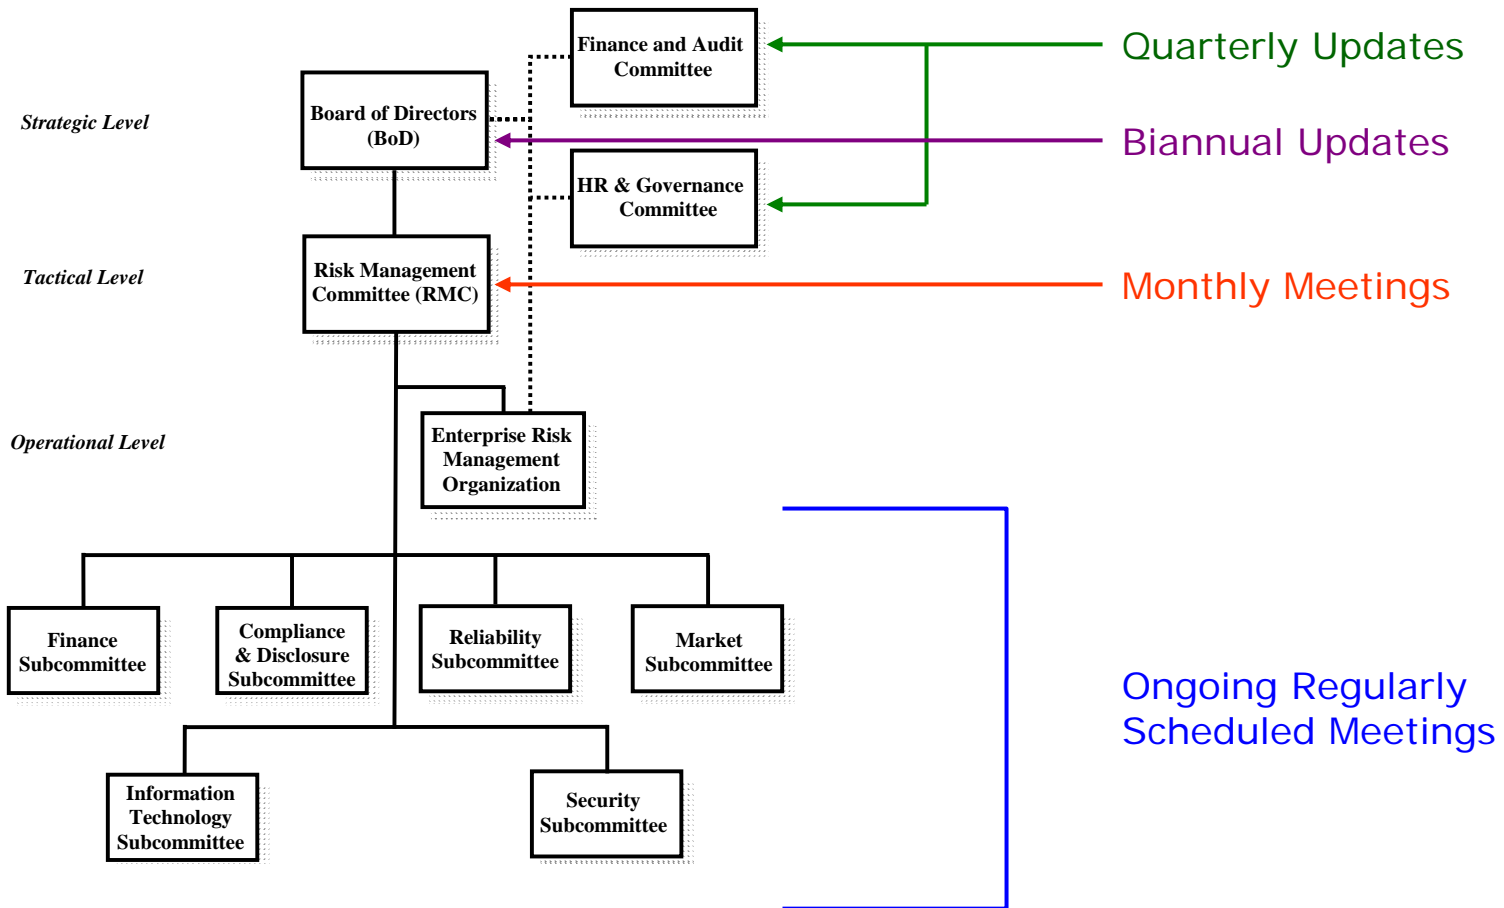 Finance and Audit
Committee
Quarterly Updates
Strategic Level
Board of Directors
(BoD)
Biannual Updates
HR & Governance
Committee
Tactical Level
Risk Management
Committee (RMC)
Monthly Meetings
Operational Level
Enterprise Risk
Management
Organization
Finance
Subcommittee
Compliance
& Disclosure
Subcommittee
Reliability
Subcommittee
Market
Subcommittee
Ongoing Regularly
Scheduled Meetings
Information
Technology
Subcommittee
Security
Subcommittee